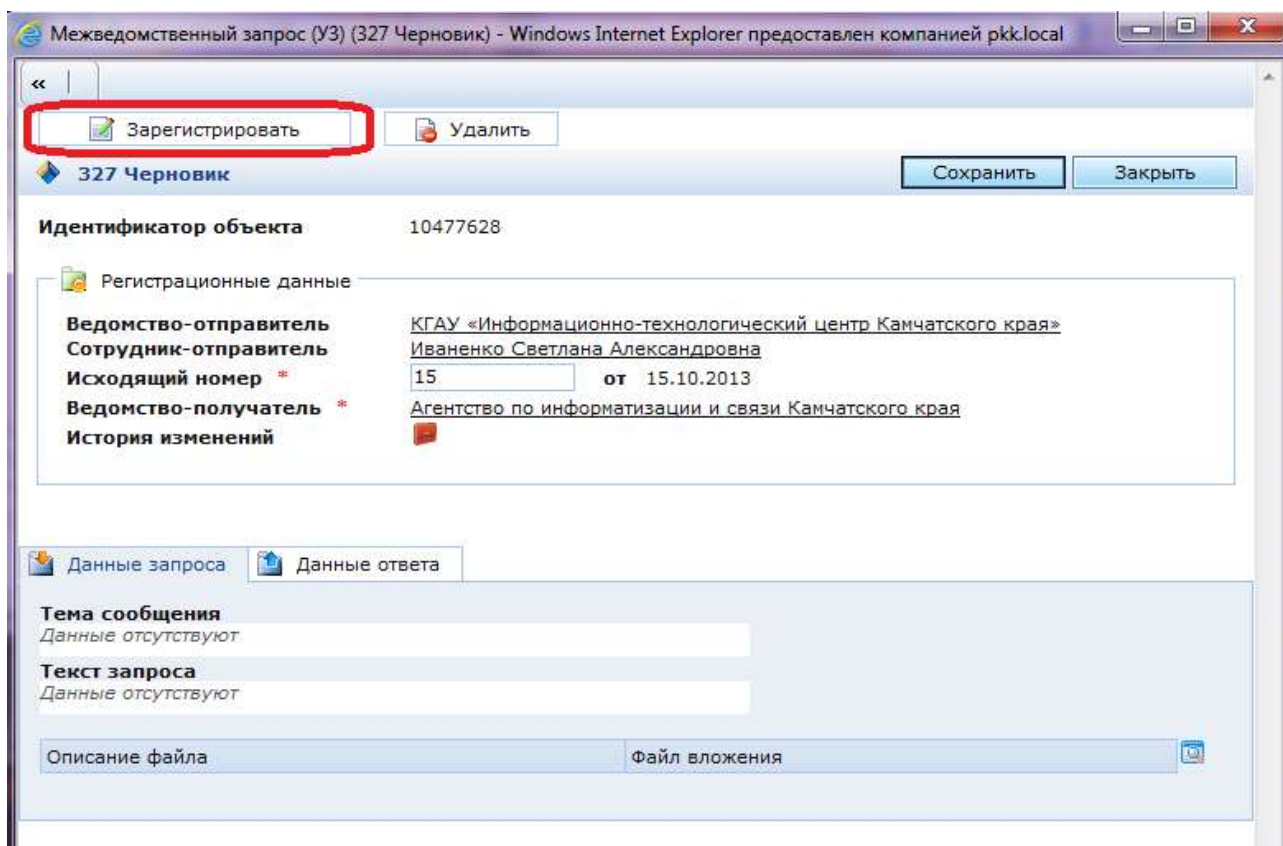 Межведомственный запрос (УЗ) (327 Черновик) - Windows Internet Explorer предоставлен компанией pkk.local
«
Зарегистрировать Удалить
327 Черновик Сохранить Закрыть
Идентификатор объекта 10477628
Регистрационные данные
Ведомство-отправитель КГАУ «Информационно-технологический центр Камчатского края»
Сотрудник-отправитель Иваненко Светлана Александровна
Исходящий номер * 15 от 15.10.2013
Ведомство-получатель * Агентство по информатизации и связи Камчатского края
История изменений
Данные запроса Данные ответа
Тема сообщения
Данные отсутствуют
Текст запроса
Данные отсутствуют
Описание файла Файл вложения